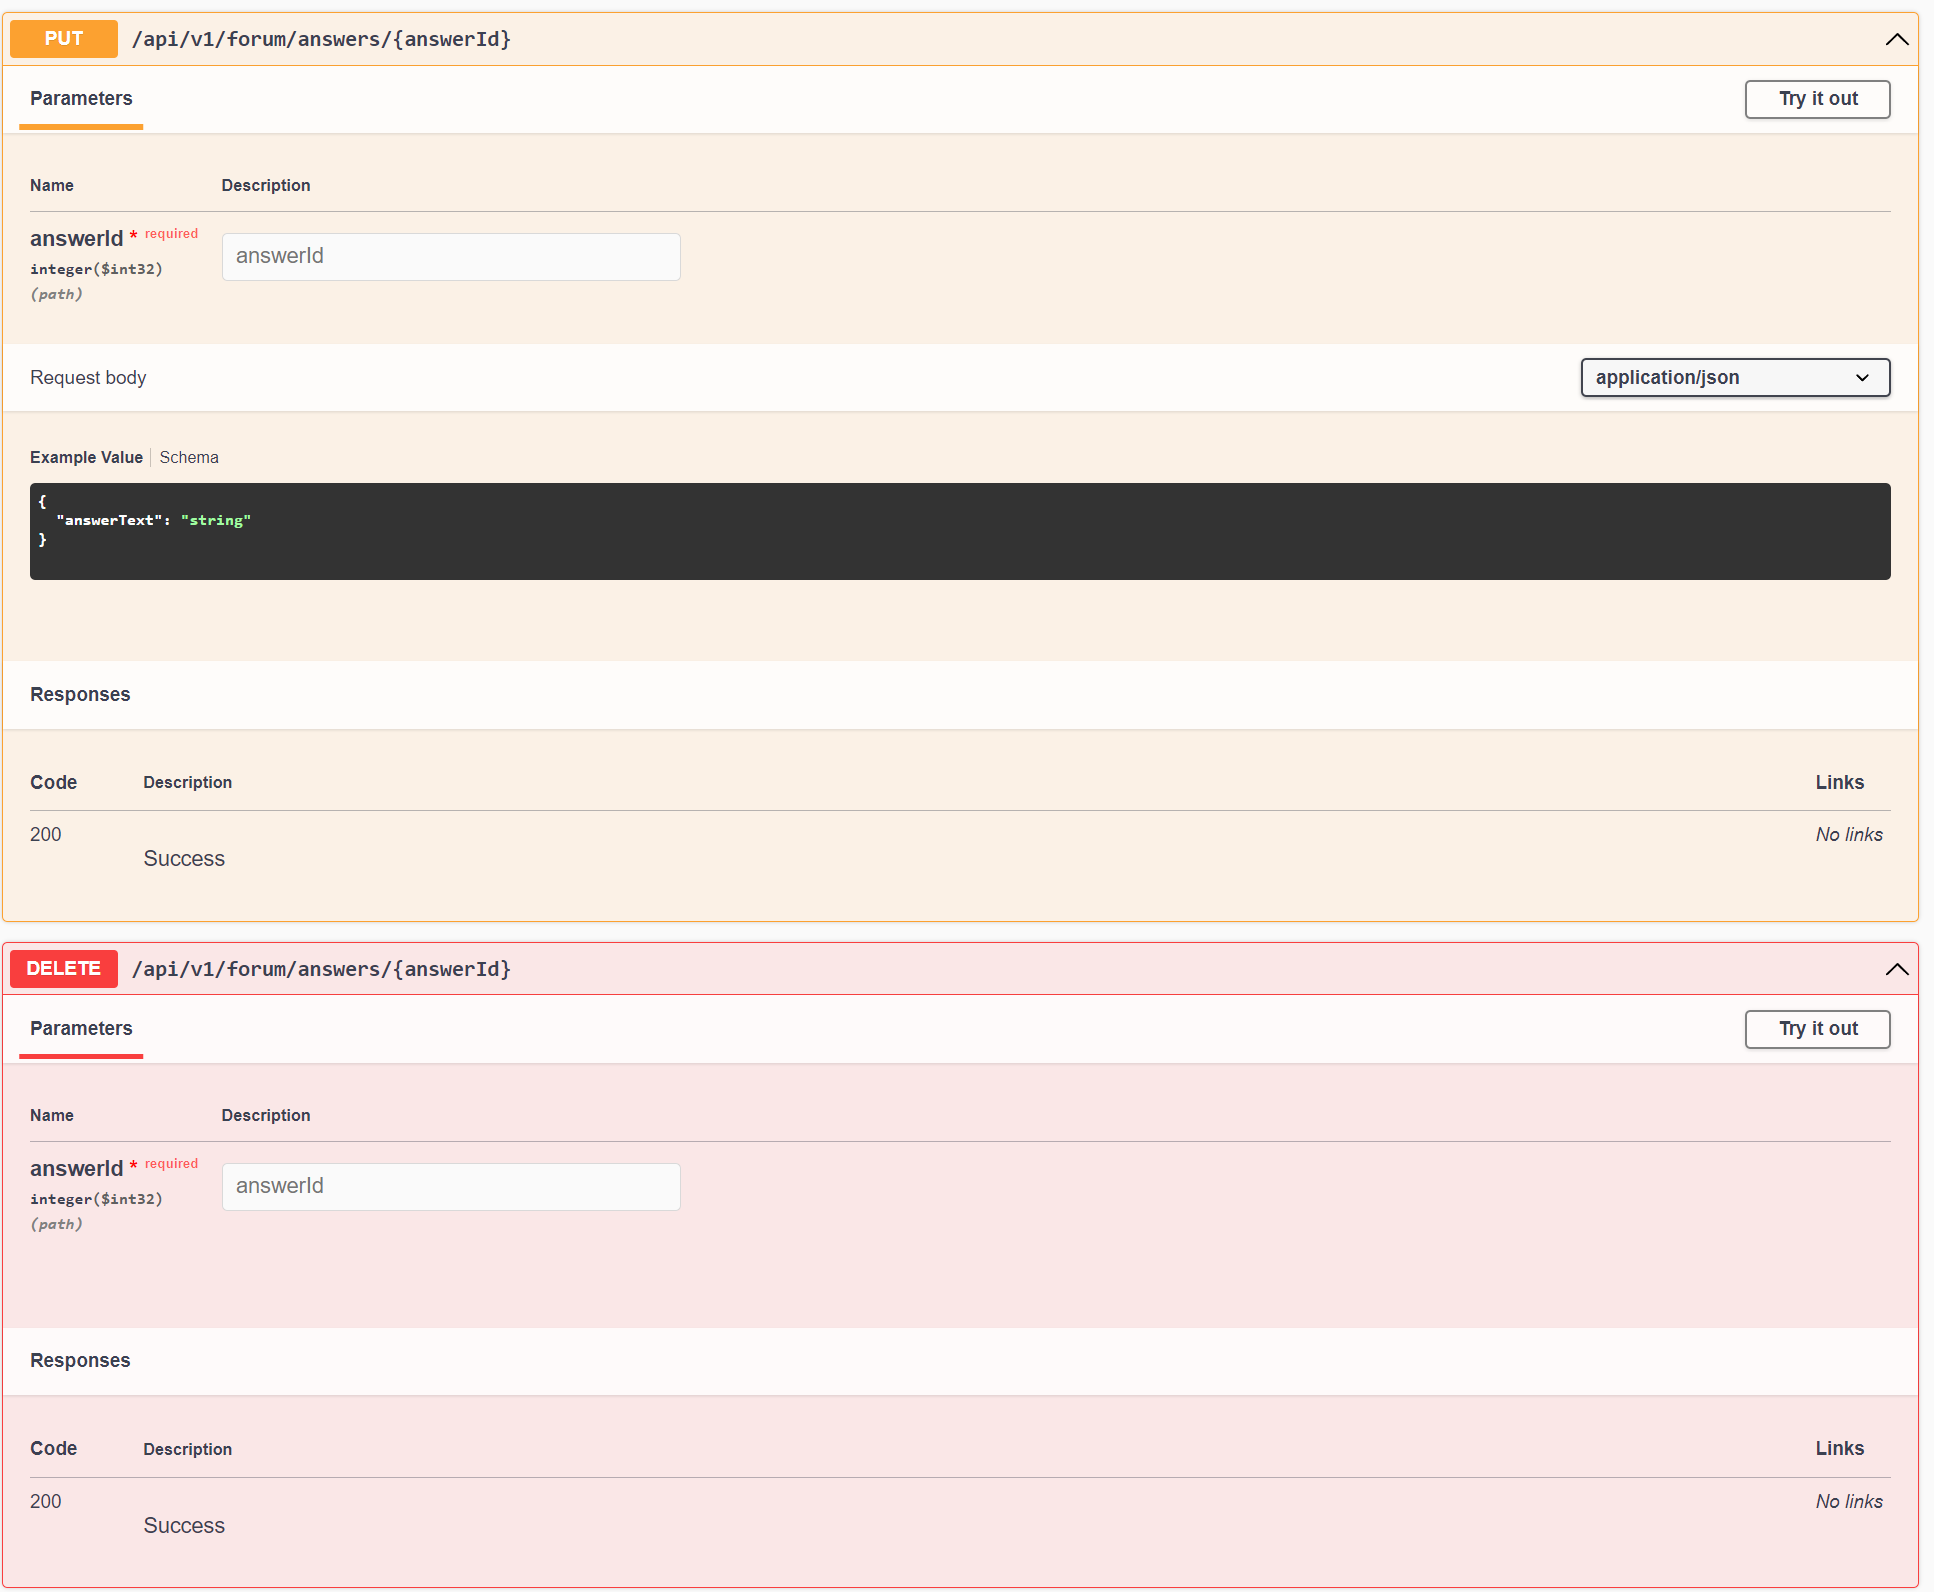 PUT /api/v1/forum/answers/{answerId}
Parameters
Try it out
Name Description
answerId * required
integer($int32)
(path)
answerId
Request body
application/json
Example Value Schema
{
  "answerText": "string"
}
Responses
Code Description Links
200 Success No links
DELETE /api/v1/forum/answers/{answerId}
Parameters
Try it out
Name Description
answerId * required
integer($int32)
(path)
answerId
Responses
Code Description Links
200 Success No links